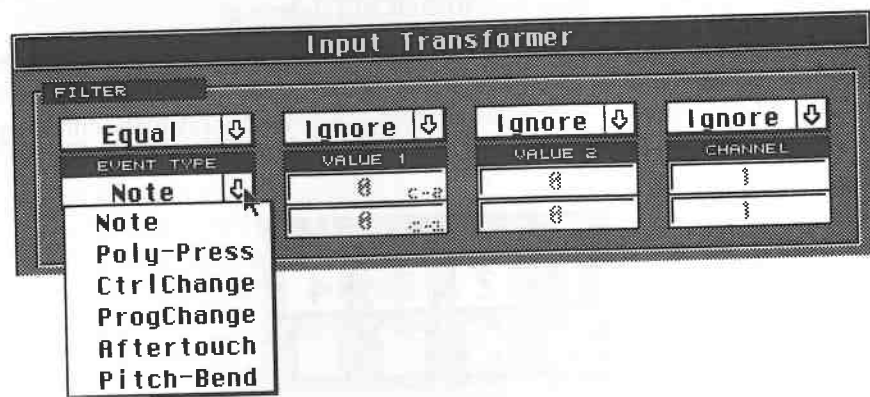 Input Transformer
FILTER
Equal Ignore Ignore Ignore
EVENT TYPE VALUE 1 VALUE 2 CHANNEL
Note 0 0 1
0 0 1
Note
Poly-Press
CtrlChange
ProgChange
Aftertouch
Pitch-Bend